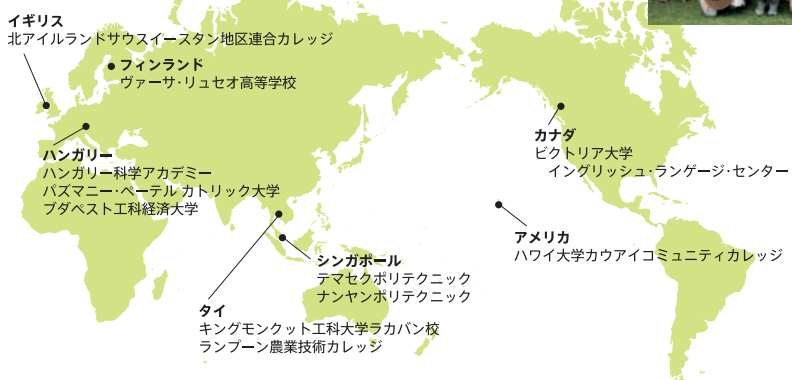 イギリス
北アイルランドサウスイースタン地区連合カレッジ
フィンランド
ヴァーサ・リュセオ高等学校
ハンガリー
ハンガリー科学アカデミー
パズマニー・ペーテル カトリック大学
ブダペスト工科経済大学
タイ
キングモンクット工科大学ラカバン校
ランプーン農業技術カレッジ
シンガポール
テマセクポリテクニック
ナンヤンポリテクニック
カナダ
ビクトリア大学
イングリッシュ・ランゲージ・センター
アメリカ
ハワイ大学カウアイコミュニティカレッジ